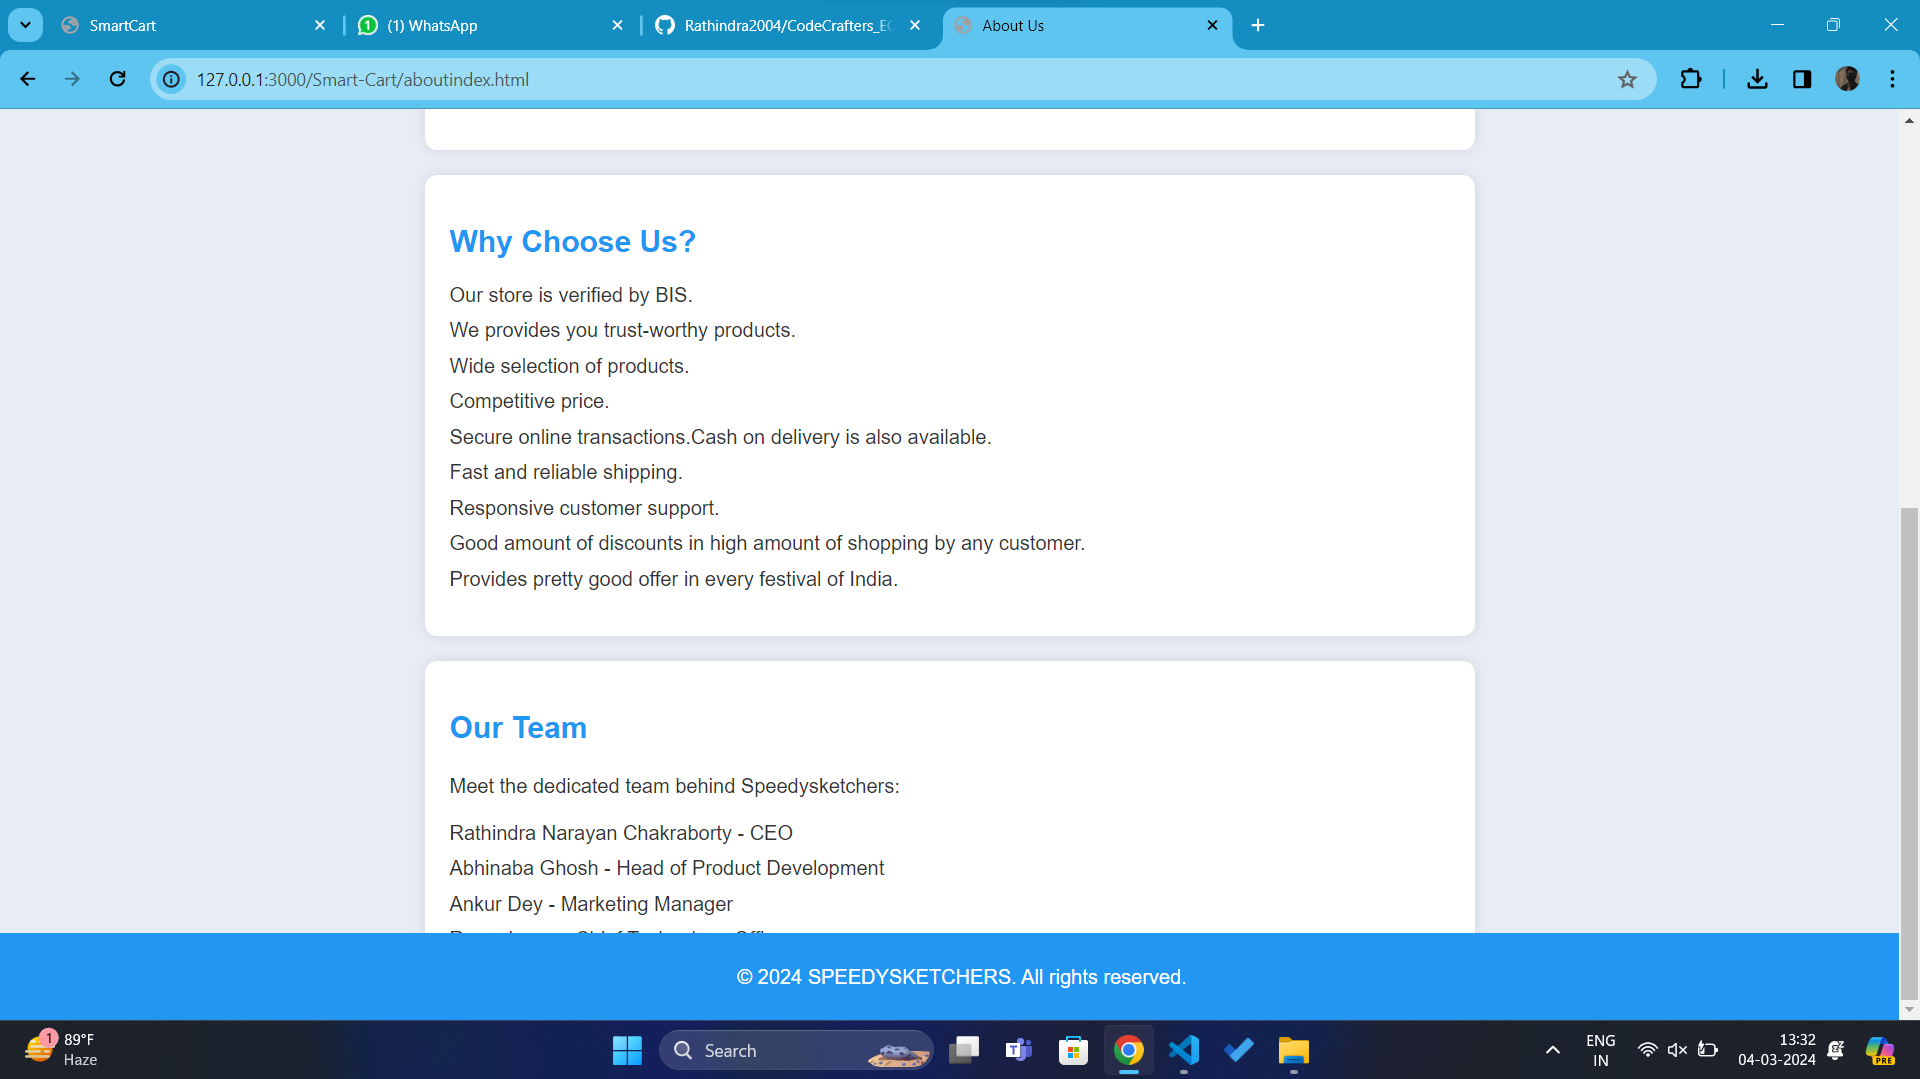 SmartCart
(1) WhatsApp
Rathindra2004/CodeCrafters_EC
About Us
127.0.0.1:3000/Smart-Cart/aboutindex.html
Why Choose Us?
Our store is verified by BIS.
We provides you trust-worthy products.
Wide selection of products.
Competitive price.
Secure online transactions.Cash on delivery is also available.
Fast and reliable shipping.
Responsive customer support.
Good amount of discounts in high amount of shopping by any customer.
Provides pretty good offer in every festival of India.
Our Team
Meet the dedicated team behind Speedysketchers:
Rathindra Narayan Chakraborty - CEO
Abhinaba Ghosh - Head of Product Development
Ankur Dey - Marketing Manager
© 2024 SPEEDYSKETCHERS. All rights reserved.
1
89°F
Haze
Search
ENG
IN
13:32
04-03-2024
PRE